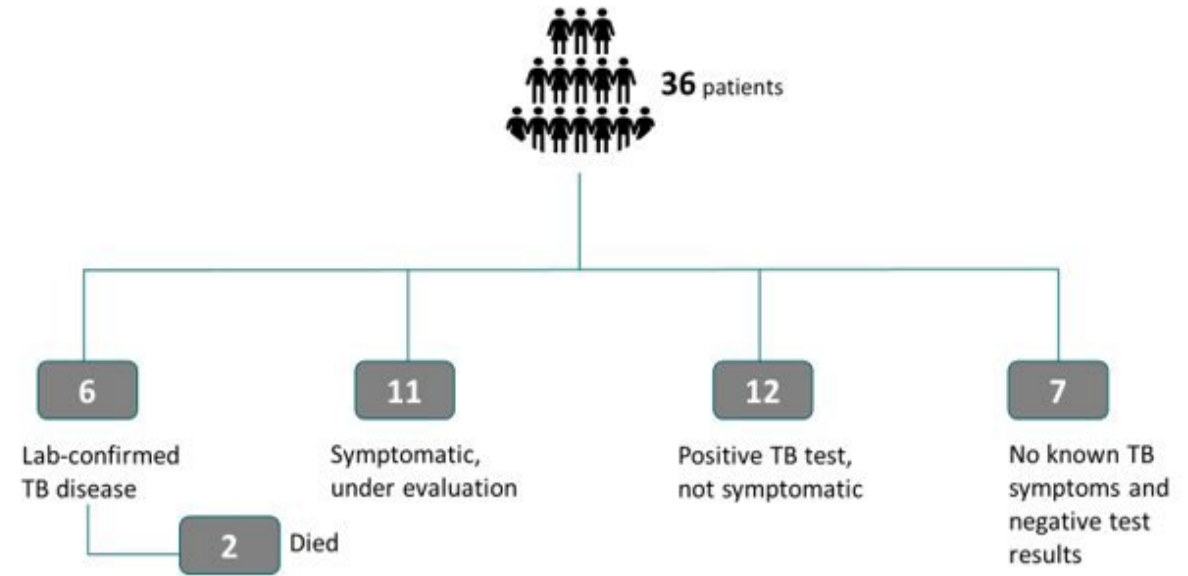 36 patients
6
Lab-confirmed
TB disease
2 Died
11
Symptomatic,
under evaluation
12
Positive TB test,
not symptomatic
7
No known TB
symptoms and
negative test
results